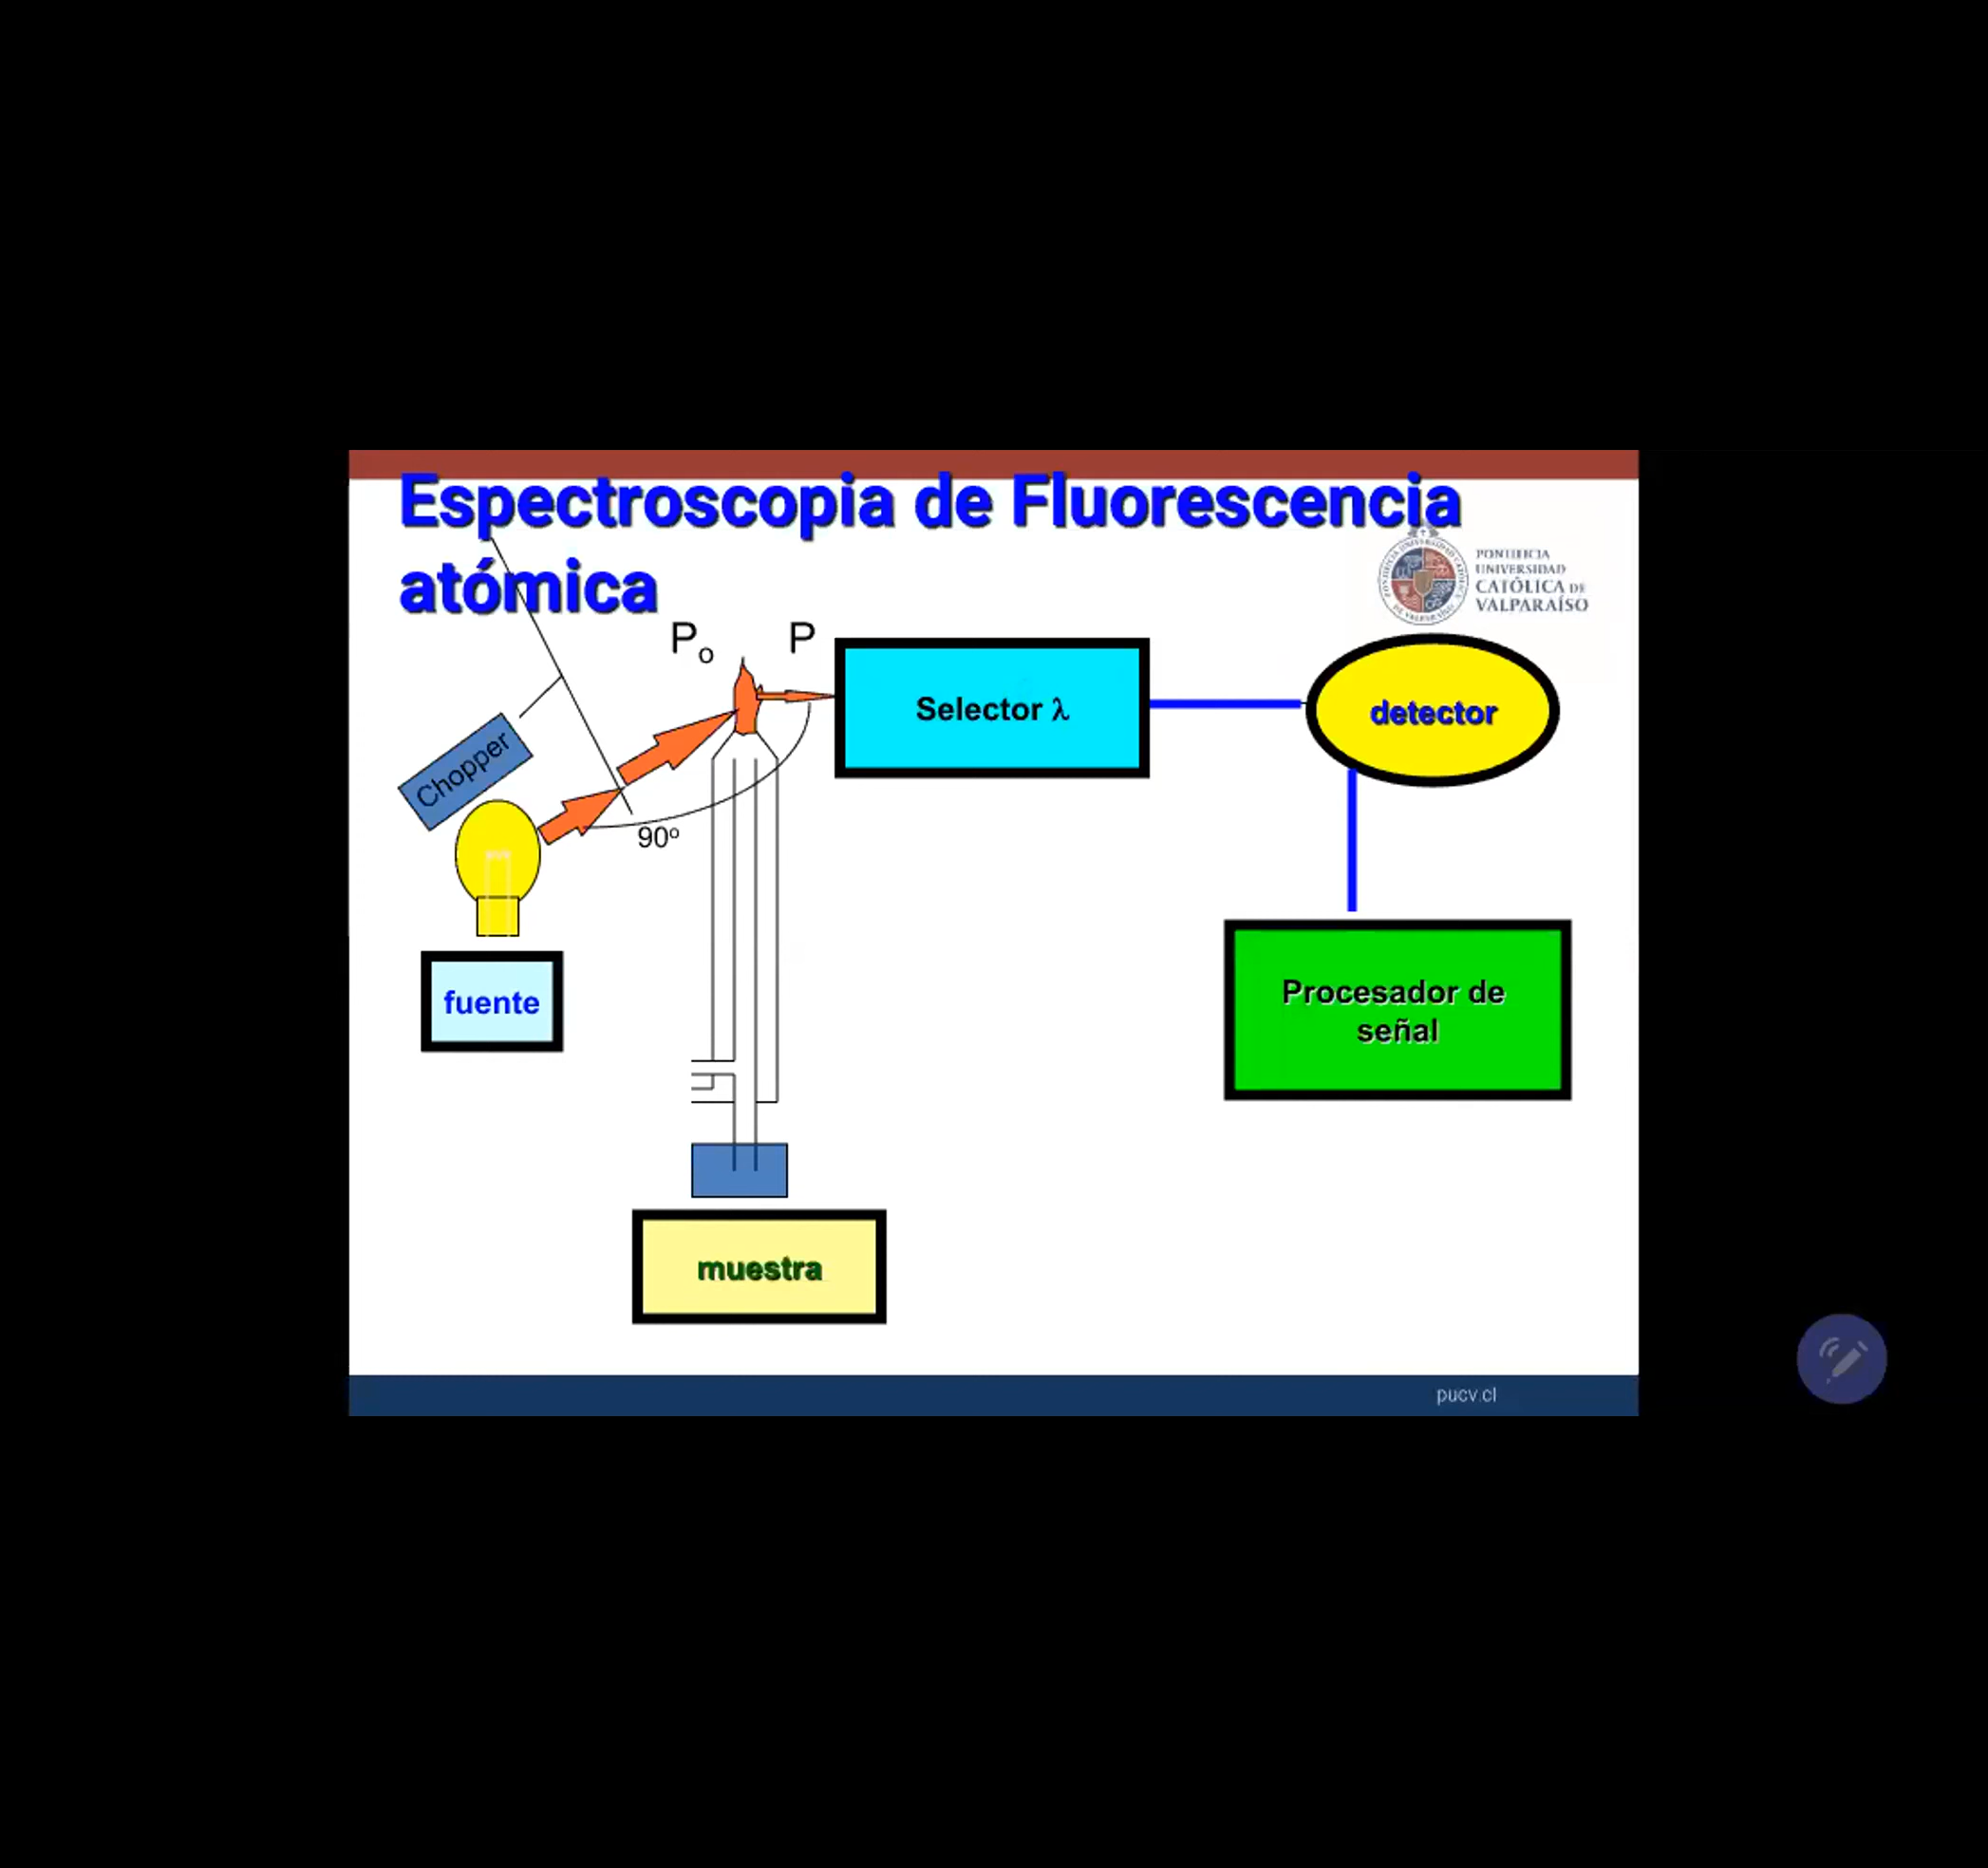 Espectroscopia de Fluorescencia
atómica
PONTIFICIA
UNIVERSIDAD
CATÓLICA DE
VALPARAÍSO
Po
P
Selector λ
detector
Chopper
90º
fuente
Procesador de
señal
muestra
pucv.cl